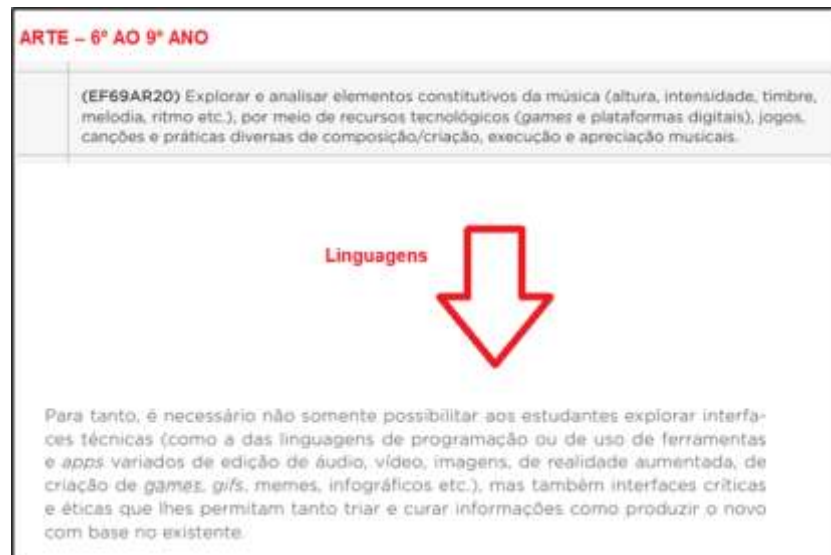 ARTE – 6º AO 9º ANO
(EF69AR20) Explorar e analisar elementos constitutivos da música (altura, intensidade, timbre,
melodia, ritmo etc.), por meio de recursos tecnológicos (games e plataformas digitais), jogos,
canções e práticas diversas de composição/criação, execução e apreciação musicais.
Linguagens
Para tanto, é necessário não somente possibilitar aos estudantes explorar interfa-
ces técnicas (como a das linguagens de programação ou de uso de ferramentas
e apps variados de edição de áudio, vídeo, imagens, de realidade aumentada, de
criação de games, gifs, memes, infográficos etc.), mas também interfaces críticas
e éticas que lhes permitam tanto triar e curar informações como produzir o novo
com base no existente.